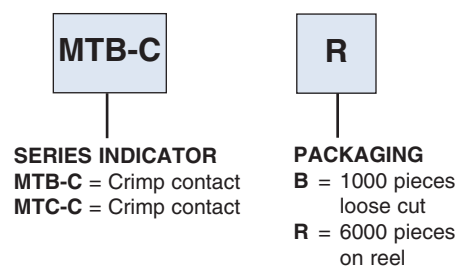 MTB-C
R
SERIES INDICATOR
MTB-C = Crimp contact
MTC-C = Crimp contact
PACKAGING
B = 1000 pieces
loose cut
R = 6000 pieces
on reel